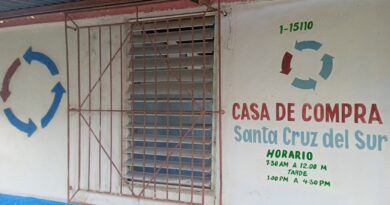 1-15110
CASA DE COMPRA
Santa Cruz del Sur
HORARIO
7:30 AM A 12:00 M
TARDE
1:00 PM A 4:30 PM